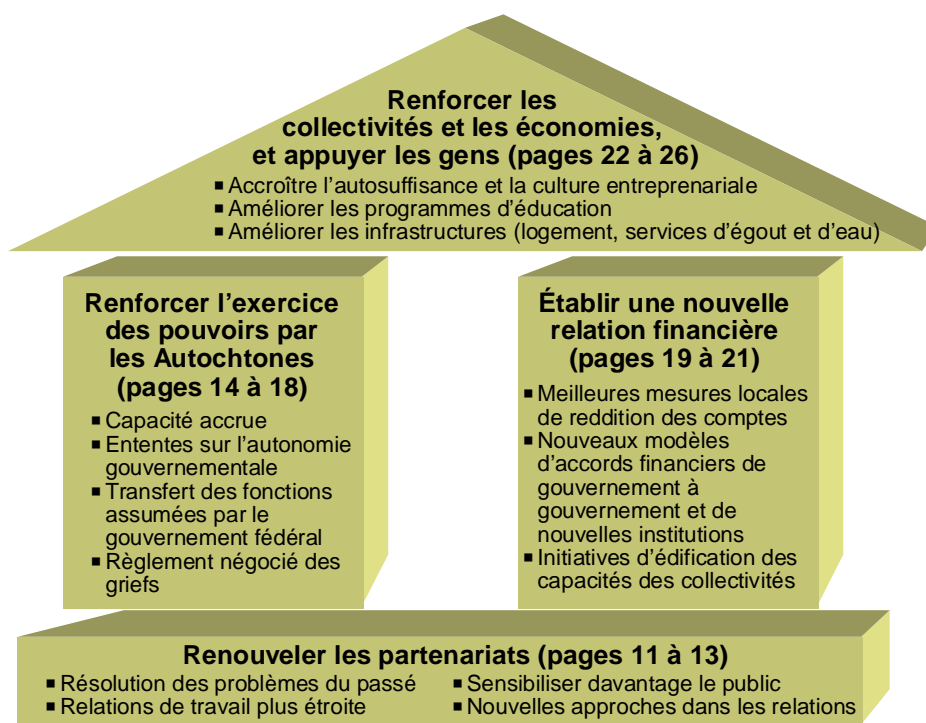 Renforcer les
collectivités et les économies,
et appuyer les gens (pages 22 à 26)
▪ Accroître l'autosuffisance et la culture entreprenariale
▪ Améliorer les programmes d'éducation
▪ Améliorer les infrastructures (logement, services d'égout et d'eau)
Renforcer l'exercice
des pouvoirs par
les Autochtones
(pages 14 à 18)
▪ Capacité accrue
▪ Ententes sur l'autonomie
gouvernementale
▪ Transfert des fonctions
assumées par le
gouvernement fédéral
▪ Règlement négocié des
griefs
Établir une nouvelle
relation financière
(pages 19 à 21)
▪ Meilleures mesures locales
de reddition des comptes
▪ Nouveaux modèles
d'accords financiers de
gouvernement à
gouvernement et de
nouvelles institutions
▪ Initiatives d'édification des
capacités des collectivités
Renouveler les partenariats (pages 11 à 13)
▪ Résolution des problèmes du passé
▪ Relations de travail plus étroite
▪ Sensibiliser davantage le public
▪ Nouvelles approches dans les relations